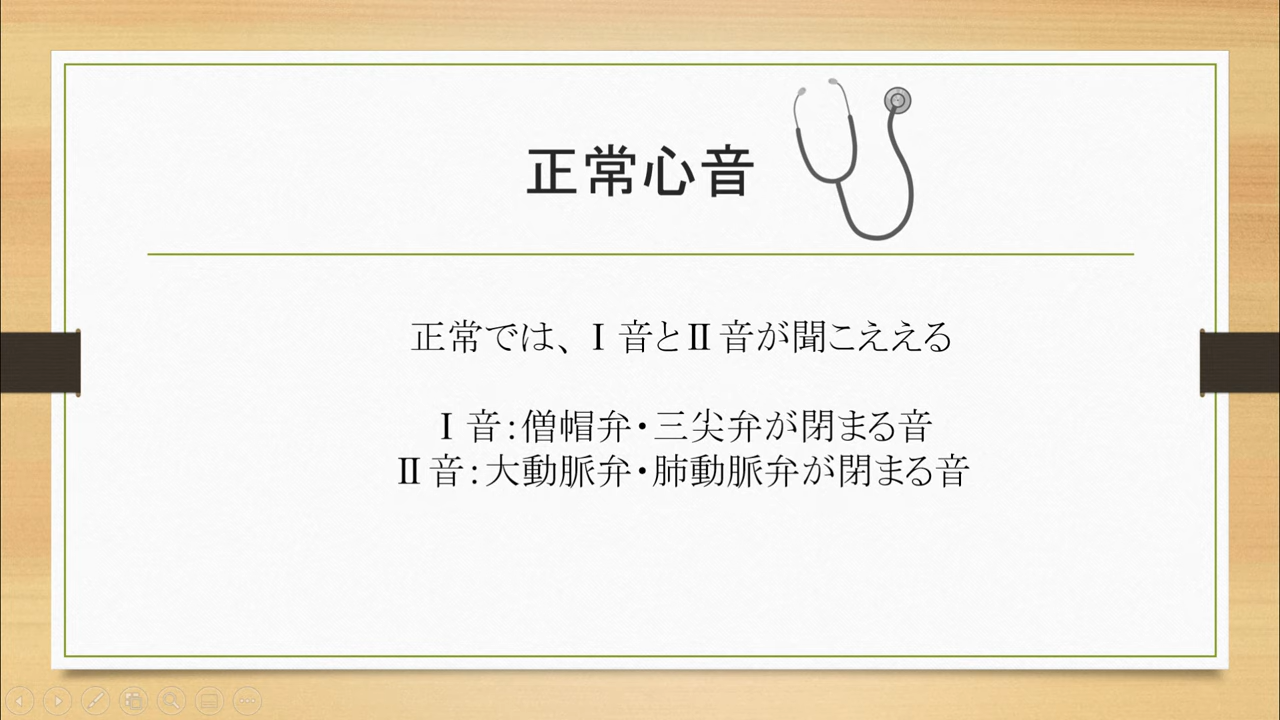 正常心音
正常では、Ⅰ音とⅡ音が聞こええる
Ⅰ音：僧帽弁・三尖弁が閉まる音
Ⅱ音：大動脈弁・肺動脈弁が閉まる音